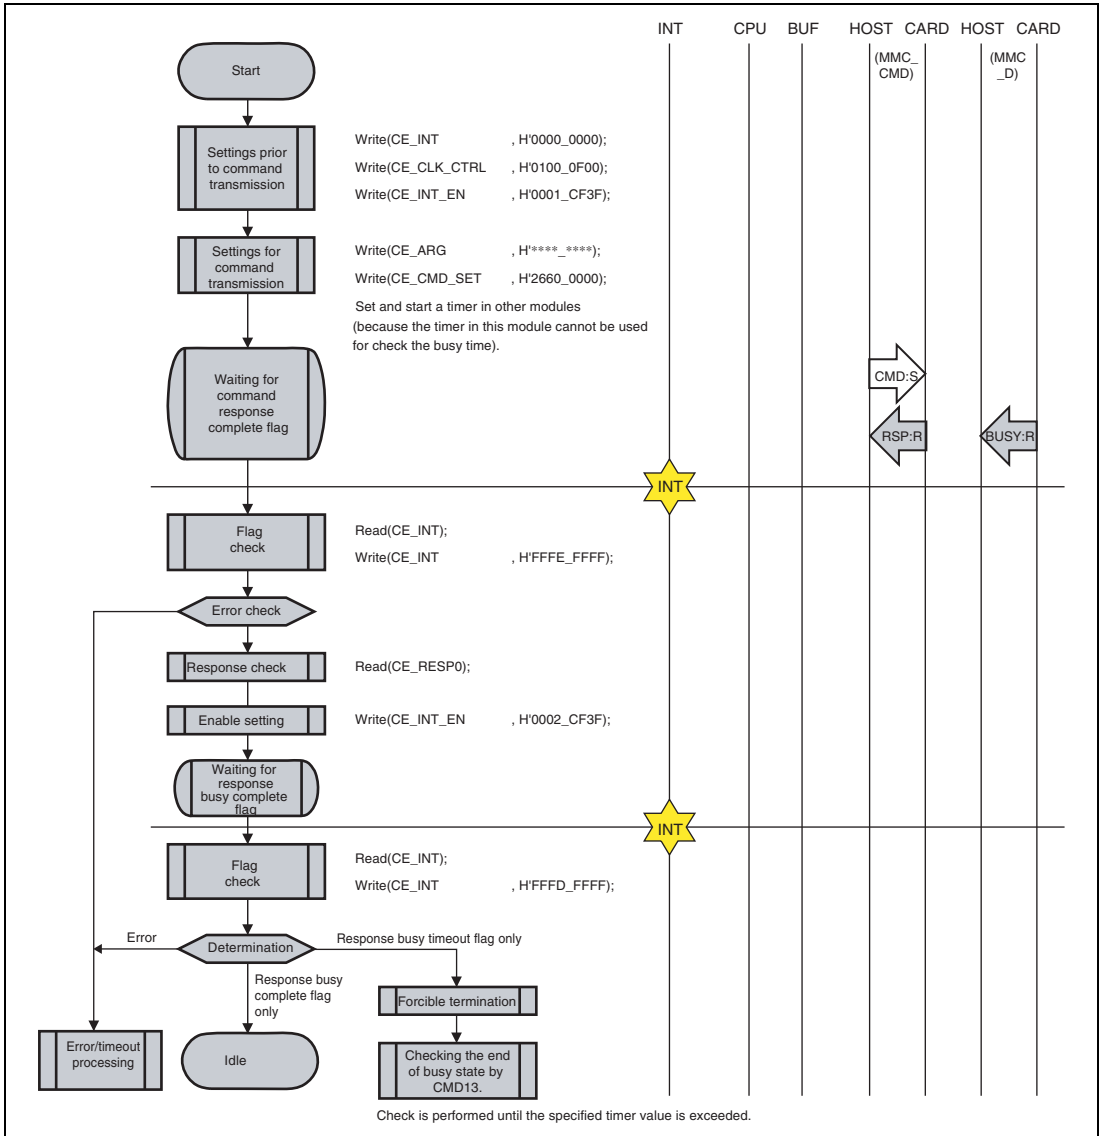 INT CPU BUF HOST CARD HOST CARD
(MMC_
CMD)
(MMC
_D)
Start
Settings prior
to command
transmission
Write(CE_INT , H'0000_0000);
Write(CE_CLK_CTRL , H'0100_0F00);
Write(CE_INT_EN , H'0001_CF3F);
Settings for
command
transmission
Write(CE_ARG , H'****_****);
Write(CE_CMD_SET , H'2660_0000);
Set and start a timer in other modules
(because the timer in this module cannot be used
for check the busy time).
Waiting for
command
response
complete flag
CMD:S
RSP:R
BUSY:R
INT
Flag
check
Read(CE_INT);
Write(CE_INT , H'FFFE_FFFF);
Error check
Response check
Read(CE_RESP0);
Enable setting
Write(CE_INT_EN , H'0002_CF3F);
Waiting for
response
busy complete
flag
INT
Flag
check
Read(CE_INT);
Write(CE_INT , H'FFFD_FFFF);
Error
Determination
Response busy timeout flag only
Response busy
complete flag
only
Forcible termination
Error/timeout
processing
Idle
Checking the end
of busy state by
CMD13.
Check is performed until the specified timer value is exceeded.